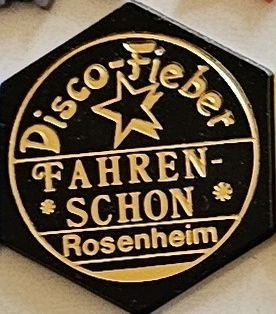 Disco-Fieber
FAHREN-
* SCHON *
Rosenheim